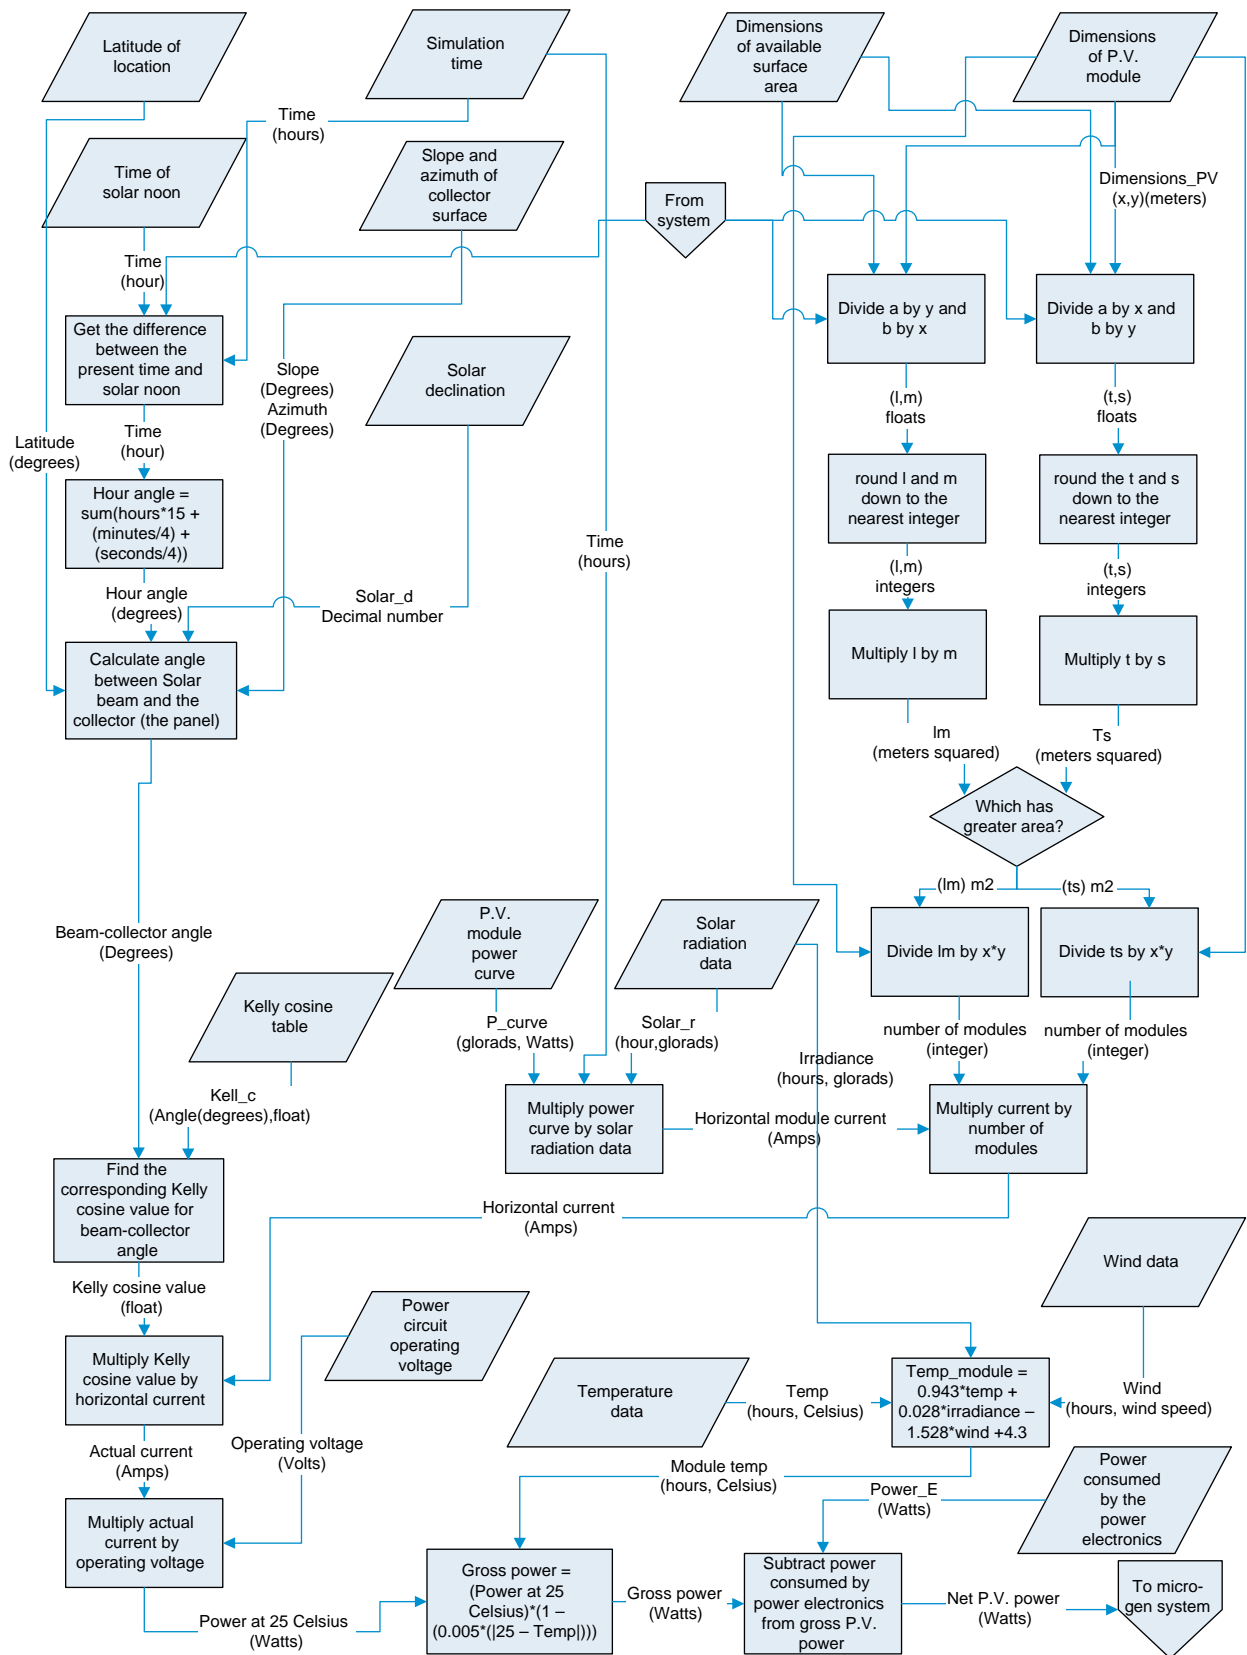 Latitude of
location
Simulation
time
Dimensions
of available
surface
area
Dimensions
of P.V.
module
Time
(hours)
Time of
solar noon
Slope and
azimuth of
collector
surface
From
system
Dimensions_PV
(x,y)(meters)
Time
(hour)
Get the difference
between the
present time and
solar noon
Divide a by y and
b by x
Divide a by x and
b by y
Slope
(Degrees)
Azimuth
(Degrees)
Solar
declination
(l,m)
floats
(t,s)
floats
Latitude
(degrees)
Time
(hour)
Hour angle =
sum(hours*15 +
(minutes/4) +
(seconds/4))
round l and m
down to the
nearest integer
round the t and s
down to the
nearest integer
Time
(hours)
(l,m)
integers
(t,s)
integers
Hour angle
(degrees)
Solar_d
Decimal number
Calculate angle
between Solar
beam and the
collector (the panel)
Multiply l by m
Multiply t by s
lm
(meters squared)
Ts
(meters squared)
Which has
greater area?
(lm) m2
(ts) m2
Beam-collector angle
(Degrees)
P.V.
module
power
curve
Solar
radiation
data
Divide lm by x*y
Divide ts by x*y
Kelly cosine
table
P_curve
(glorads, Watts)
Solar_r
(hour,glorads)
number of modules
(integer)
number of modules
(integer)
Irradiance
(hours, glorads)
Kell_c
(Angle(degrees),float)
Multiply power
curve by solar
radiation data
Horizontal module current
(Amps)
Multiply current by
number of
modules
Find the
corresponding Kelly
cosine value for
beam-collector
angle
Horizontal current
(Amps)
Wind data
Kelly cosine value
(float)
Power
circuit
operating
voltage
Multiply Kelly
cosine value by
horizontal current
Temperature
data
Temp
(hours, Celsius)
Temp_module =
0.943*temp +
0.028*irradiance –
1.528*wind +4.3
Wind
(hours, wind speed)
Actual current
(Amps)
Operating voltage
(Volts)
Module temp
(hours, Celsius)
Power_E
(Watts)
Power
consumed
by the
power
electronics
Multiply actual
current by
operating voltage
Gross power =
(Power at 25
Celsius)*(1 –
(0.005*(|25 – Temp|)))
Gross power
(Watts)
Subtract power
consumed by
power electronics
from gross P.V.
power
Net P.V. power
(Watts)
To micro-
gen system
Power at 25 Celsius
(Watts)